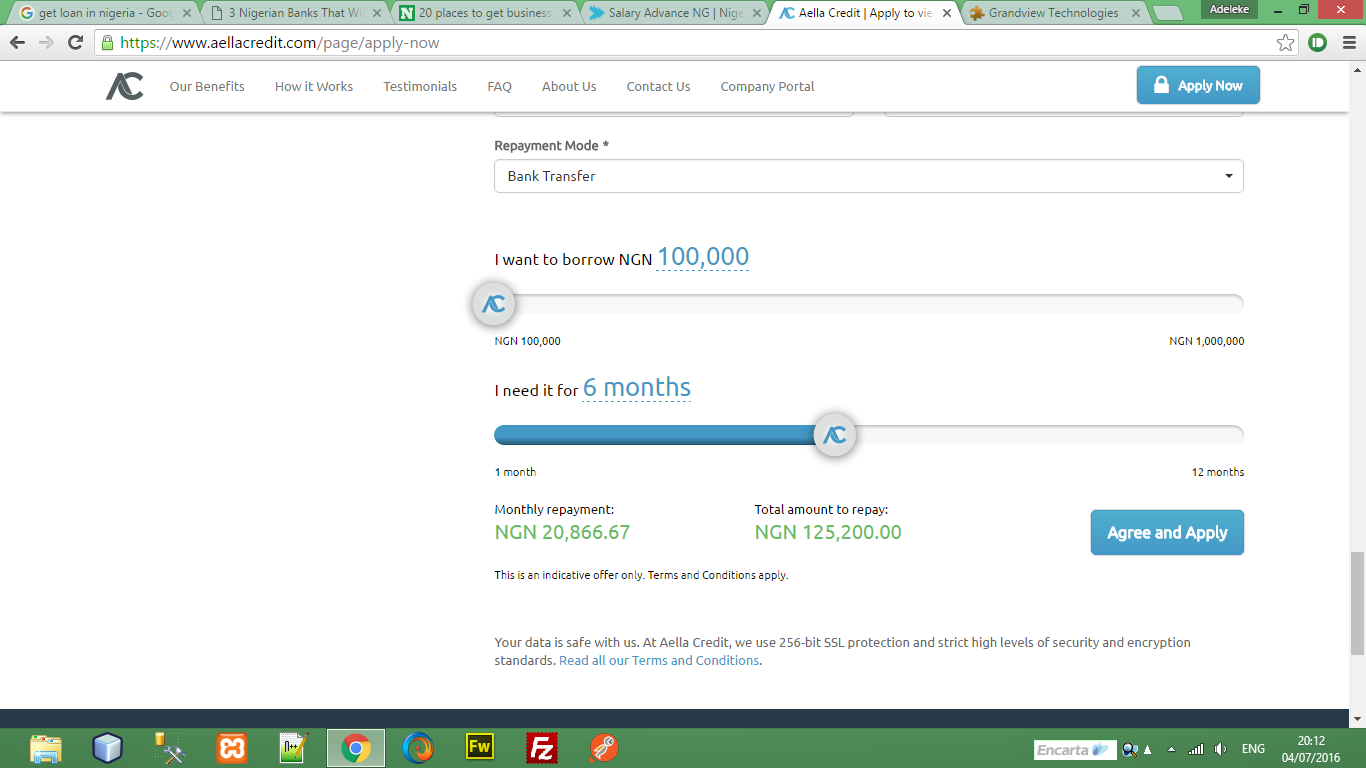 get loan in nigeria - Goog
3 Nigerian Banks That Wi
20 places to get business
Salary Advance NG | Nige
Aella Credit | Apply to vie
Grandview Technologies
Adeleke
https://www.aellacredit.com/page/apply-now
AC
Our Benefits
How it Works
Testimonials
FAQ
About Us
Contact Us
Company Portal
Apply Now
Repayment Mode *
Bank Transfer
I want to borrow NGN 100,000
AC
NGN 100,000
NGN 1,000,000
I need it for 6 months
AC
1 month
12 months
Monthly repayment:
Total amount to repay:
NGN 20,866.67
NGN 125,200.00
Agree and Apply
This is an indicative offer only. Terms and Conditions apply.
Your data is safe with us. At Aella Credit, we use 256-bit SSL protection and strict high levels of security and encryption
standards. Read all our Terms and Conditions.
Fw
Fz
Encarta
ENG
20:12
04/07/2016